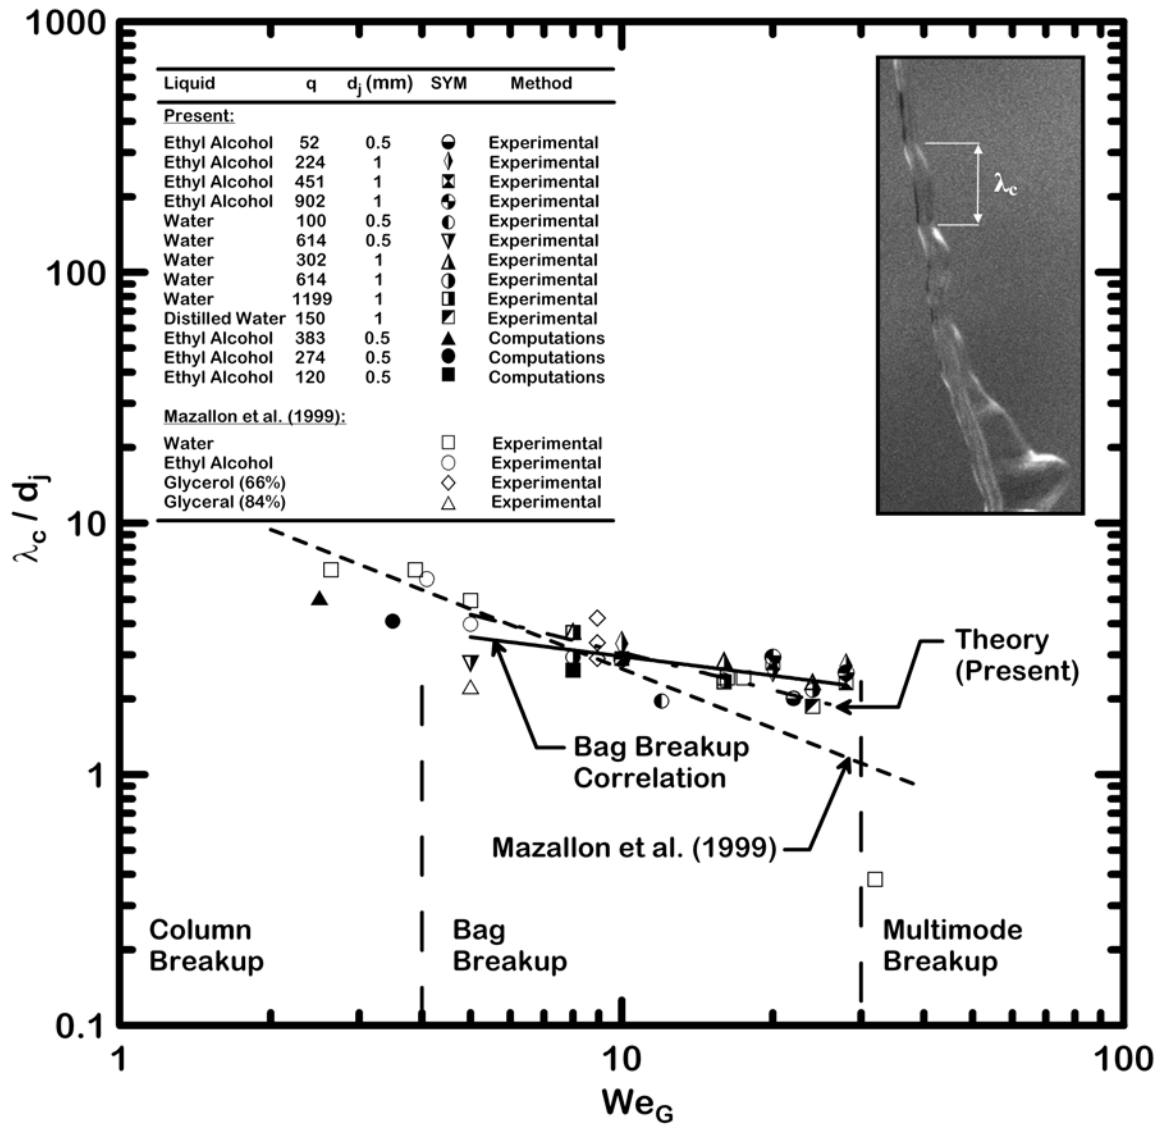 1000
100
10
1
0.1
λc / dj
Liquid q dj (mm) SYM Method
Present:
Ethyl Alcohol 52 0.5 Experimental
Ethyl Alcohol 224 1 Experimental
Ethyl Alcohol 451 1 Experimental
Ethyl Alcohol 902 1 Experimental
Water 100 0.5 Experimental
Water 614 0.5 Experimental
Water 302 1 Experimental
Water 614 1 Experimental
Water 1199 1 Experimental
Distilled Water 150 1 Experimental
Ethyl Alcohol 383 0.5 Computations
Ethyl Alcohol 274 0.5 Computations
Ethyl Alcohol 120 0.5 Computations
Mazallon et al. (1999):
Water Experimental
Ethyl Alcohol Experimental
Glycerol (66%) Experimental
Glyceral (84%) Experimental
λc
Theory
(Present)
Bag Breakup
Correlation
Mazallon et al. (1999)
Column
Breakup
Bag
Breakup
Multimode
Breakup
1 10 100
WeG